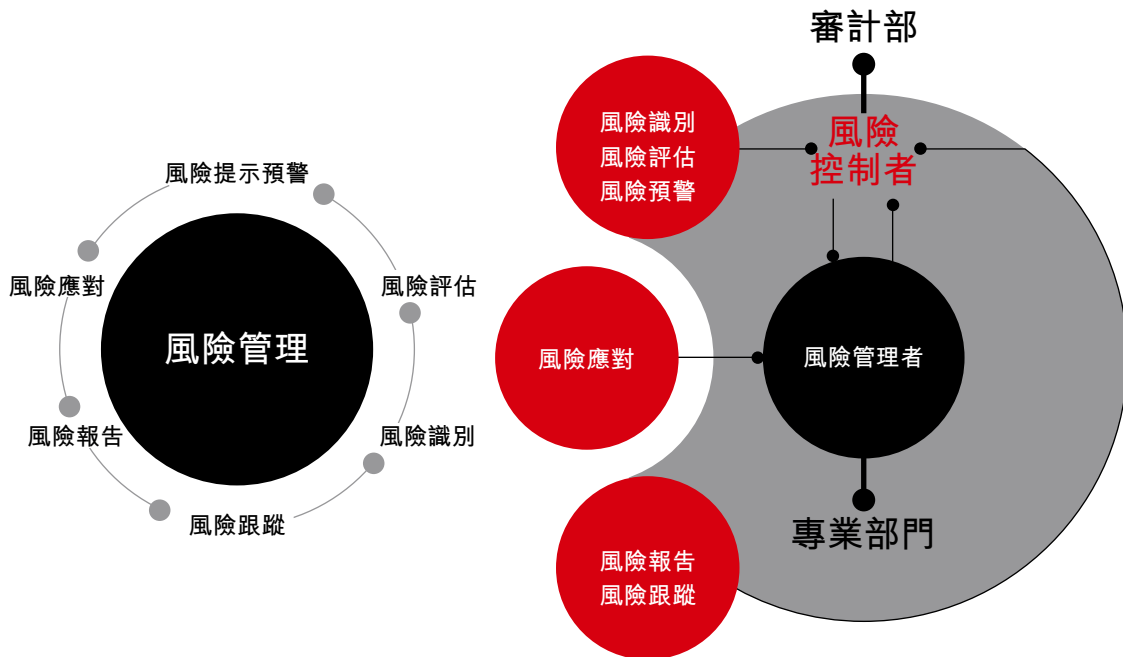 風險提示預警
風險應對
風險評估
風險管理
風險報告
風險識別
風險跟蹤
審計部
風險識別
風險評估
風險預警
風險
控制者
風險應對
風險管理者
專業部門
風險報告
風險跟蹤